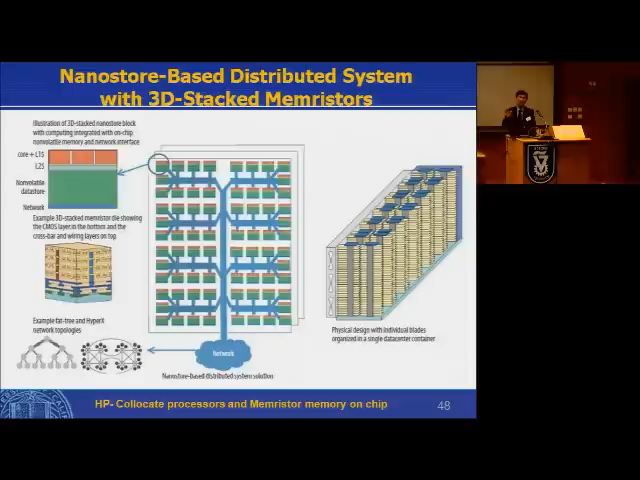 Nanostore-Based Distributed System
with 3D-Stacked Memristors
Illustration of 3D-stacked nanostore block
with computing integrated with on-chip
nonvolatile memory and network interface
core + L1$
L2$
Nonvolatile
datastore
Network
Example 3D-stacked memristor die showing
the CMOS layer in the bottom and the
cross-bar and wiring layers on top
Example fat-tree and HyperX
network topologies
Network
Nanostore-based distributed system solution
Physical design with individual blades
organized in a single datacenter container
HP- Collocate processors and Memristor memory on chip
48